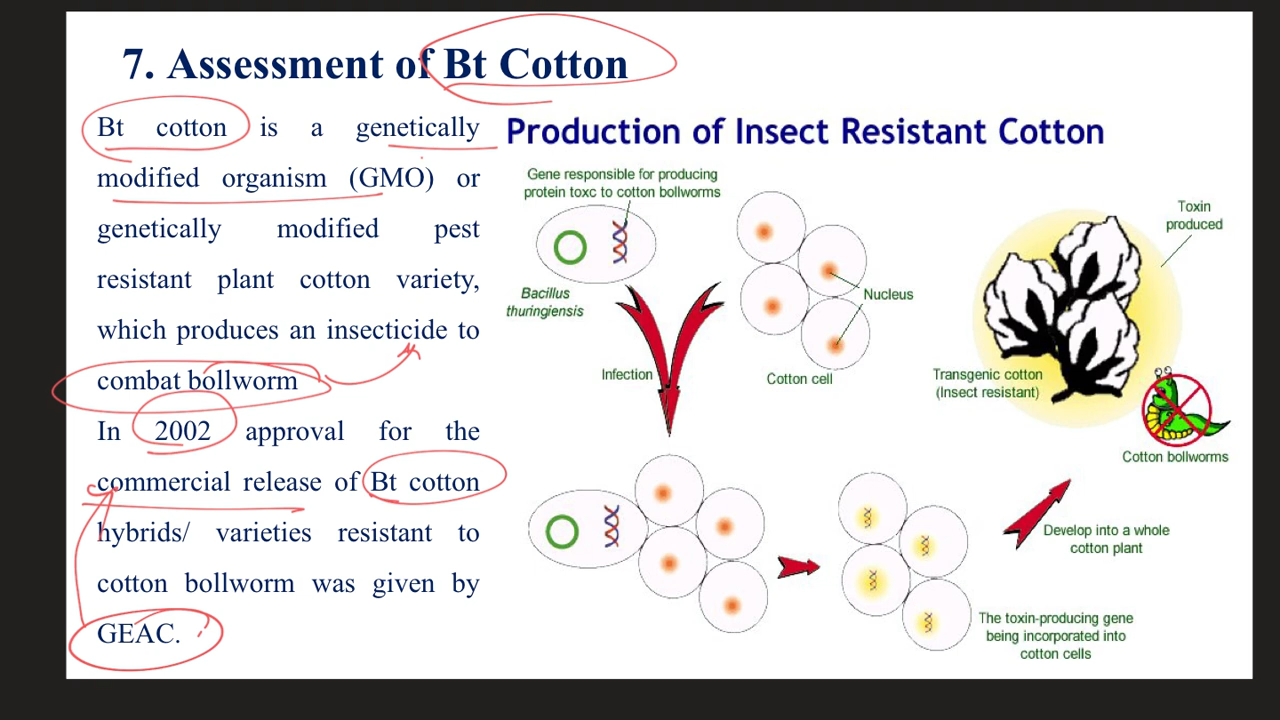 7. Assessment of Bt Cotton
Bt cotton is a genetically
modified organism (GMO) or
genetically modified pest
resistant plant cotton variety,
which produces an insecticide to
combat bollworm
In 2002 approval for the
commercial release of Bt cotton
hybrids/ varieties resistant to
cotton bollworm was given by
GEAC.
Production of Insect Resistant Cotton
Gene responsible for producing
protein toxc to cotton bollworms
Bacillus
thuringiensis
Nucleus
Cotton cell
Infection
Toxin
produced
Transgenic cotton
(Insect resistant)
Cotton bollworms
Develop into a whole
cotton plant
The toxin-producing gene
being incorporated into
cotton cells